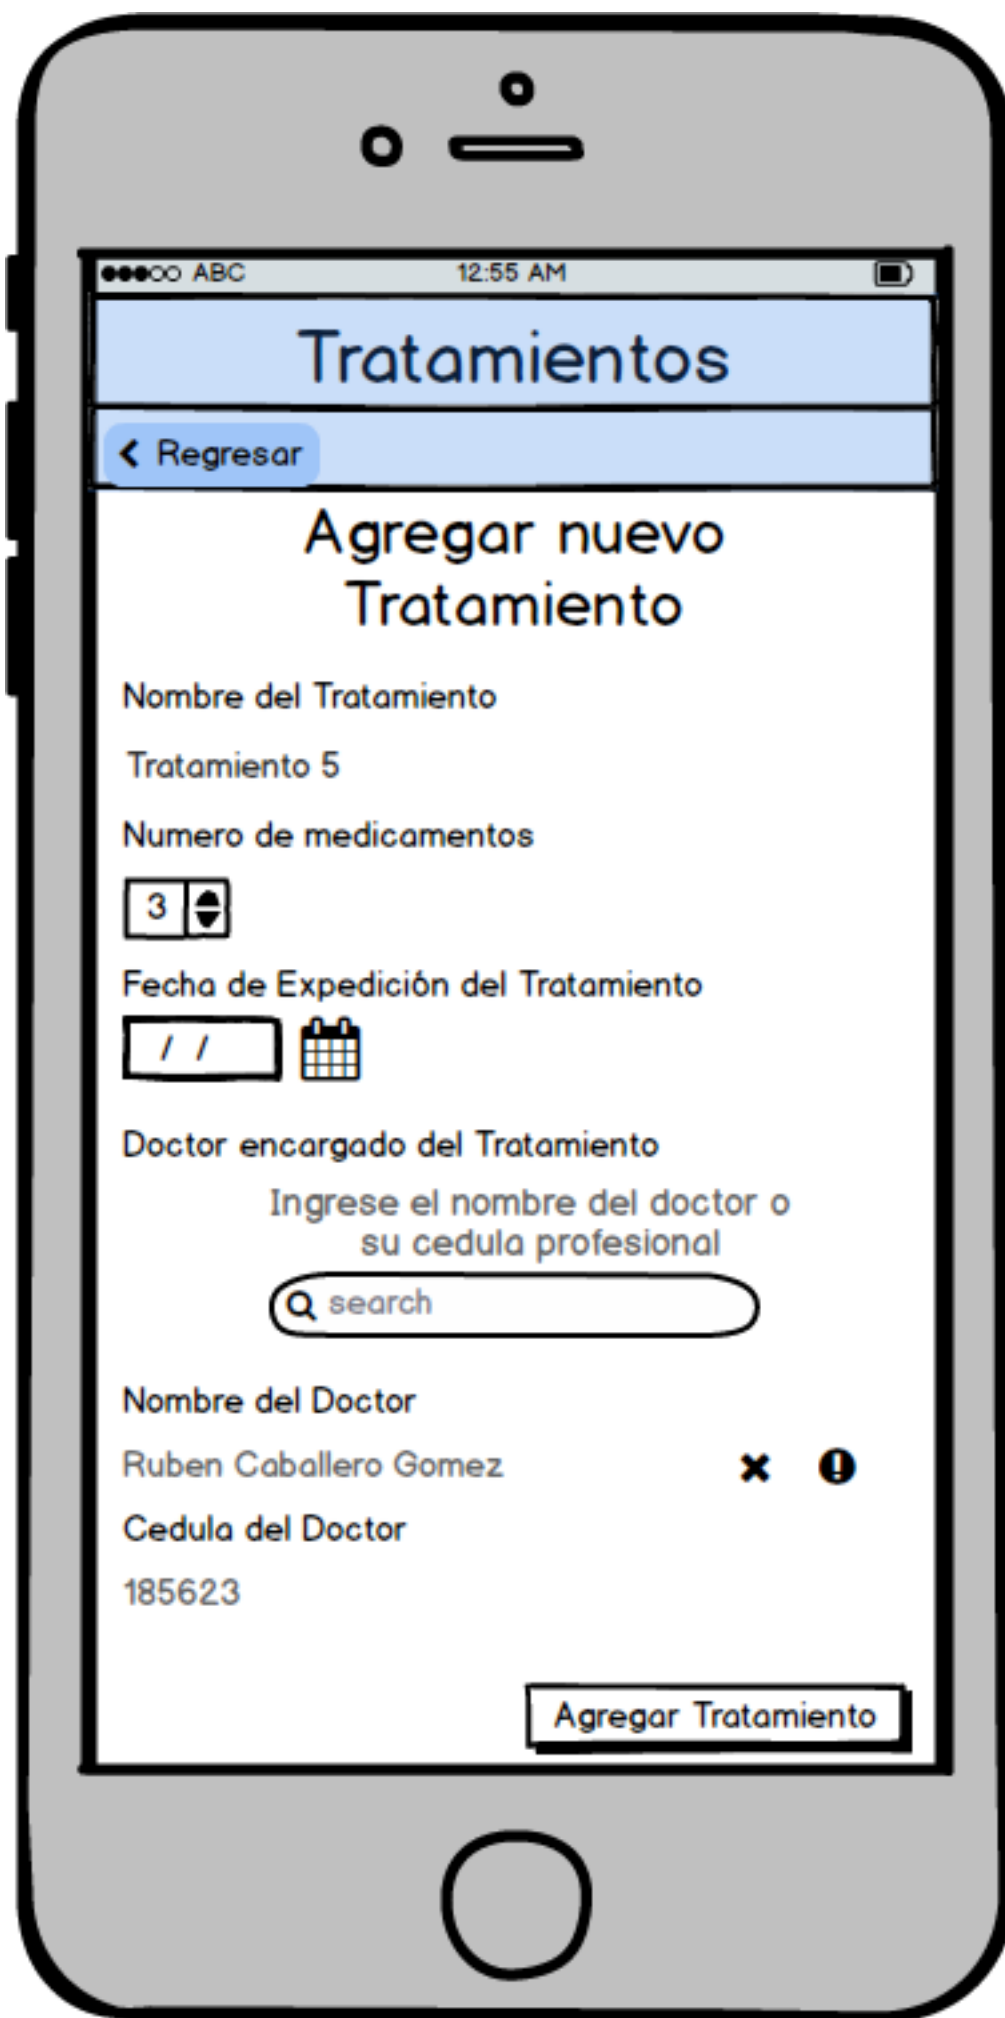 ABC 12:55 AM
Tratamientos
Regresar
Agregar nuevo
Tratamiento
Nombre del Tratamiento
Tratamiento 5
Numero de medicamentos
3
Fecha de Expedición del Tratamiento
/ /
Doctor encargado del Tratamiento
Ingrese el nombre del doctor o
su cedula profesional
search
Nombre del Doctor
Ruben Caballero Gomez
Cedula del Doctor
185623
Agregar Tratamiento